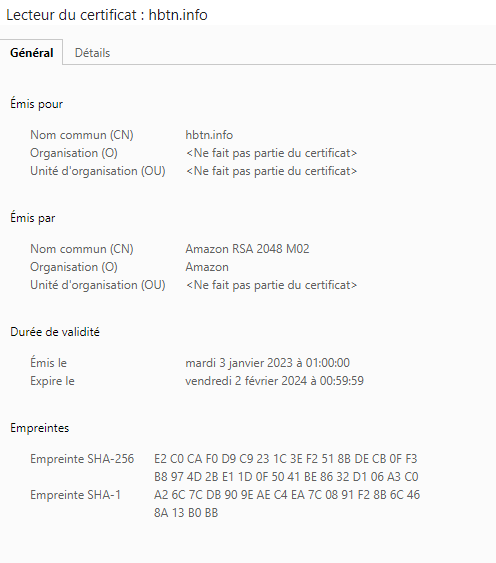 Lecteur du certificat : hbtn.info
Général Détails
Émis pour
Nom commun (CN) hbtn.info
Organisation (O) <Ne fait pas partie du certificat>
Unité d'organisation (OU) <Ne fait pas partie du certificat>
Émis par
Nom commun (CN) Amazon RSA 2048 M02
Organisation (O) Amazon
Unité d'organisation (OU) <Ne fait pas partie du certificat>
Durée de validité
Émis le mardi 3 janvier 2023 à 01:00:00
Expire le vendredi 2 février 2024 à 00:59:59
Empreintes
Empreinte SHA-256 E2 C0 CA F0 D9 C9 23 1C 3E F2 51 8B DE CB 0F F3
B8 97 4D 2B E1 1D 0F 50 41 BE 86 32 D1 06 A3 C0
Empreinte SHA-1 A2 6C 7C DB 90 9E AE C4 EA 7C 08 91 F2 8B 6C 46
8A 13 B0 BB